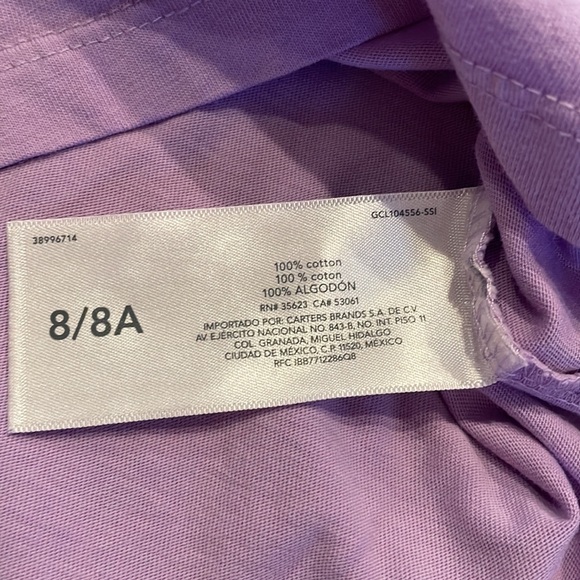 38996714
GCL104556-SSI
8/8A
100% cotton
100 % coton
100% ALGODÓN
RN# 35623 CA# 53061
IMPORTADO POR: CARTERS BRANDS S.A. DE C.V.
AV. EJÉRCITO NACIONAL NO. 843-B, NO. INT. PISO 11
COL. GRANADA, MIGUEL HIDALGO
CIUDAD DE MÉXICO, C.P. 11520, MÉXICO
RFC IBB7712286Q8